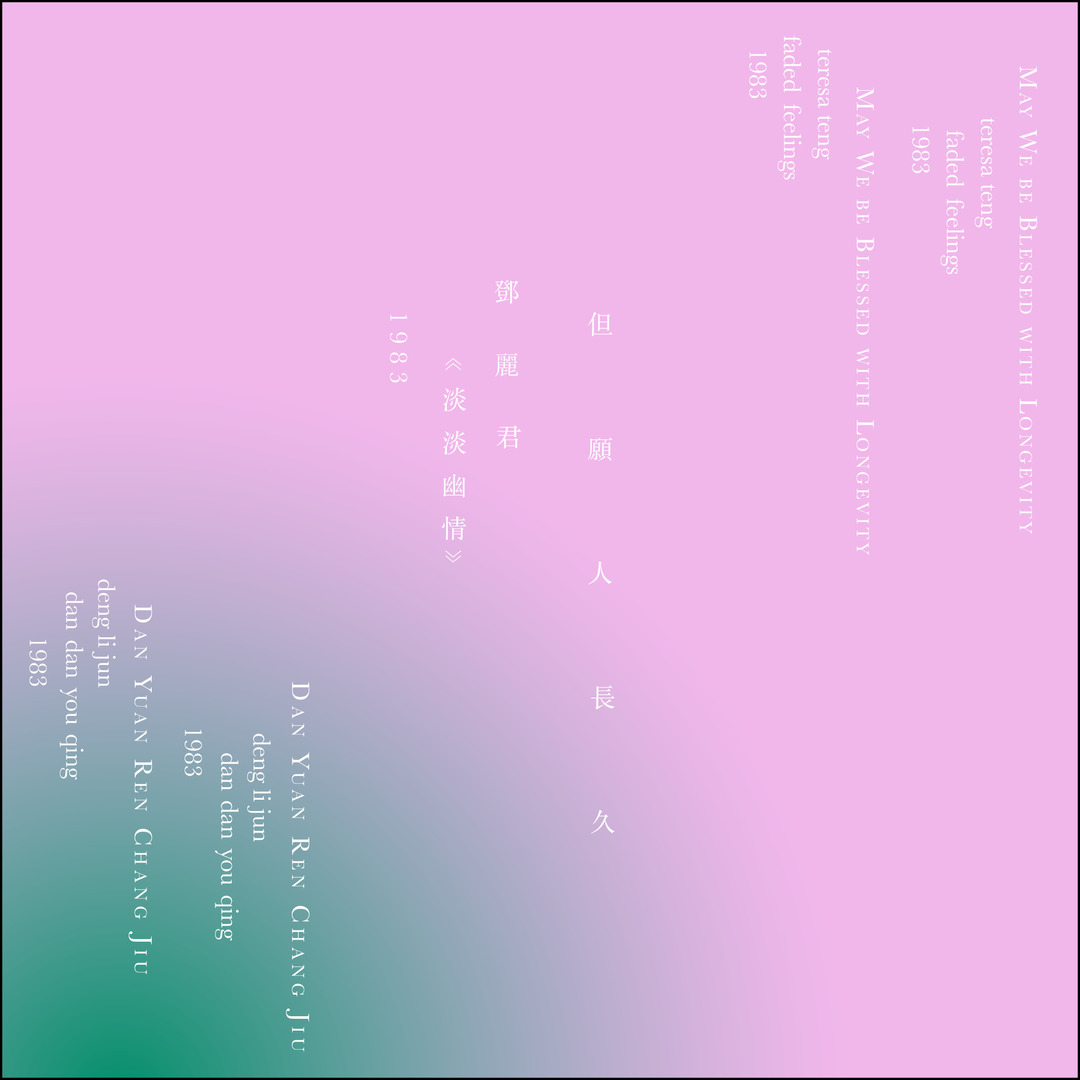 May We be Blessed with Longevity
teresa teng
faded feelings
1983
May We be Blessed with Longevity
teresa teng
faded feelings
1983
但願人長久
鄧麗君
《淡淡幽情》
1983
Dan Yuan Ren Chang Jiu
deng li jun
dan dan you qing
1983
Dan Yuan Ren Chang Jiu
deng li jun
dan dan you qing
1983